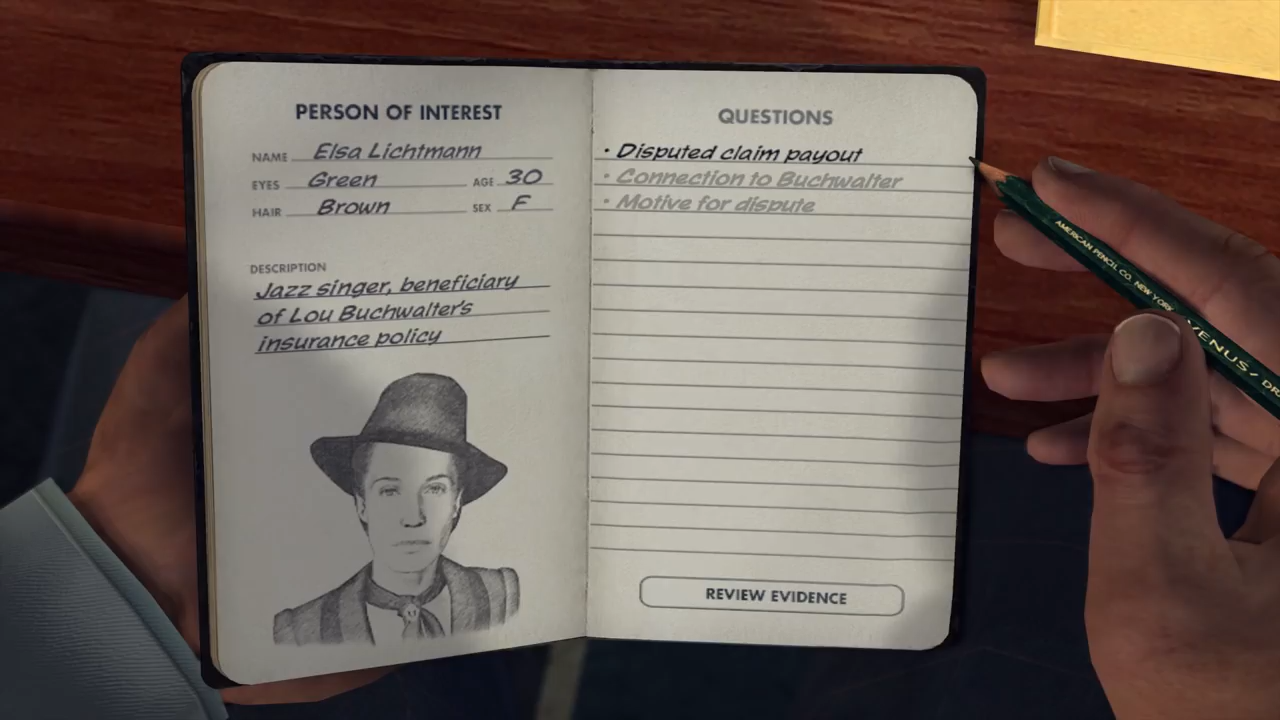 PERSON OF INTEREST
NAME Elsa Lichtmann
EYES Green AGE 30
HAIR Brown SEX F
DESCRIPTION
Jazz singer, beneficiary
of Lou Buchwalter's
insurance policy
QUESTIONS
• Disputed claim payout
• Connection to Buchwalter
• Motive for dispute
REVIEW EVIDENCE
AMERICAN PENCIL CO. NEW YORK
VENUS/